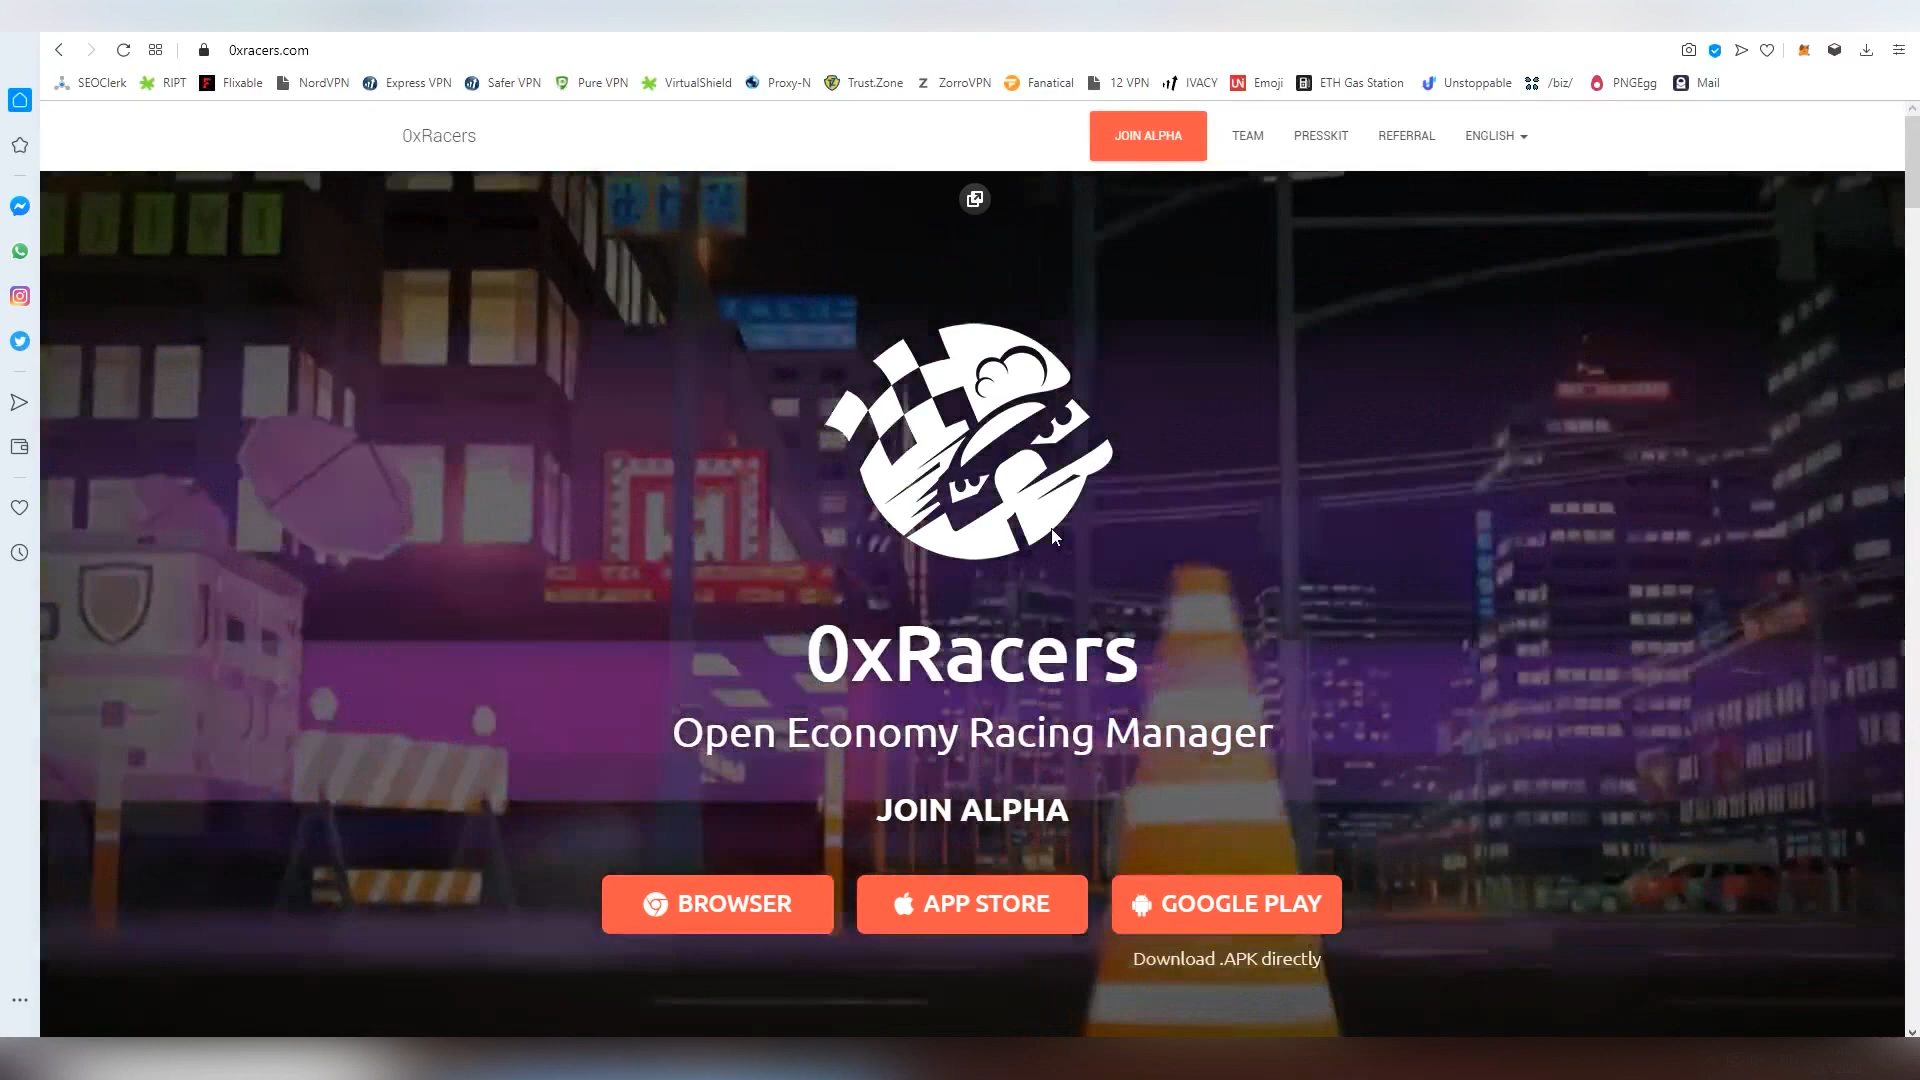 0xracers.com
SEOClerk RIPT Flixable NordVPN Express VPN Safer VPN Pure VPN VirtualShield Proxy-N Trust.Zone ZorroVPN Fanatical 12 VPN IVACY Emoji ETH Gas Station Unstoppable /biz/ PNGEgg Mail
0xRacers JOIN ALPHA TEAM PRESSKIT REFERRAL ENGLISH
0xRacers
Open Economy Racing Manager
JOIN ALPHA
BROWSER APP STORE GOOGLE PLAY
Download .APK directly